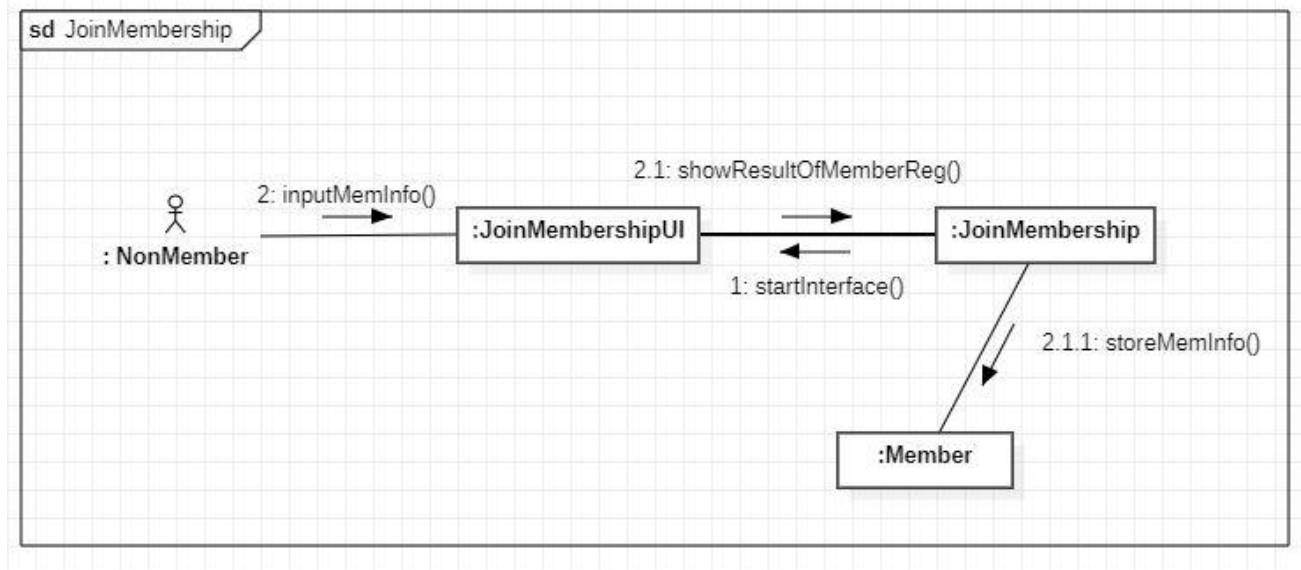 sd JoinMembership
2.1: showResultOfMemberReg()
2: inputMemInfo()
:JoinMembershipUI
:JoinMembership
: NonMember
1: startInterface()
2.1.1: storeMemInfo()
:Member